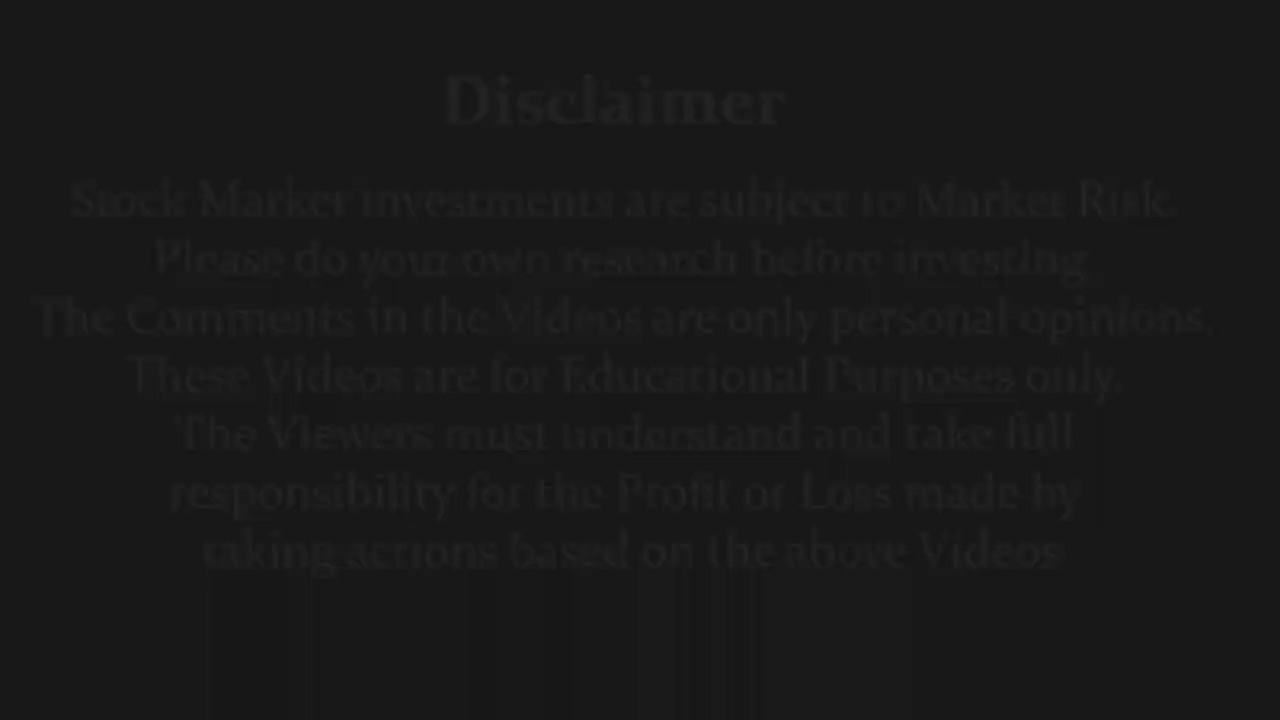 Disclaimer
Stock Market investments are subject to Market Risk.
Please do your own research before investing.
The Comments in the Videos are only personal opinions.
These Videos are for Educational Purposes only.
The Viewers must understand and take full
responsibility for the Profit or Loss made by
taking actions based on the above Videos